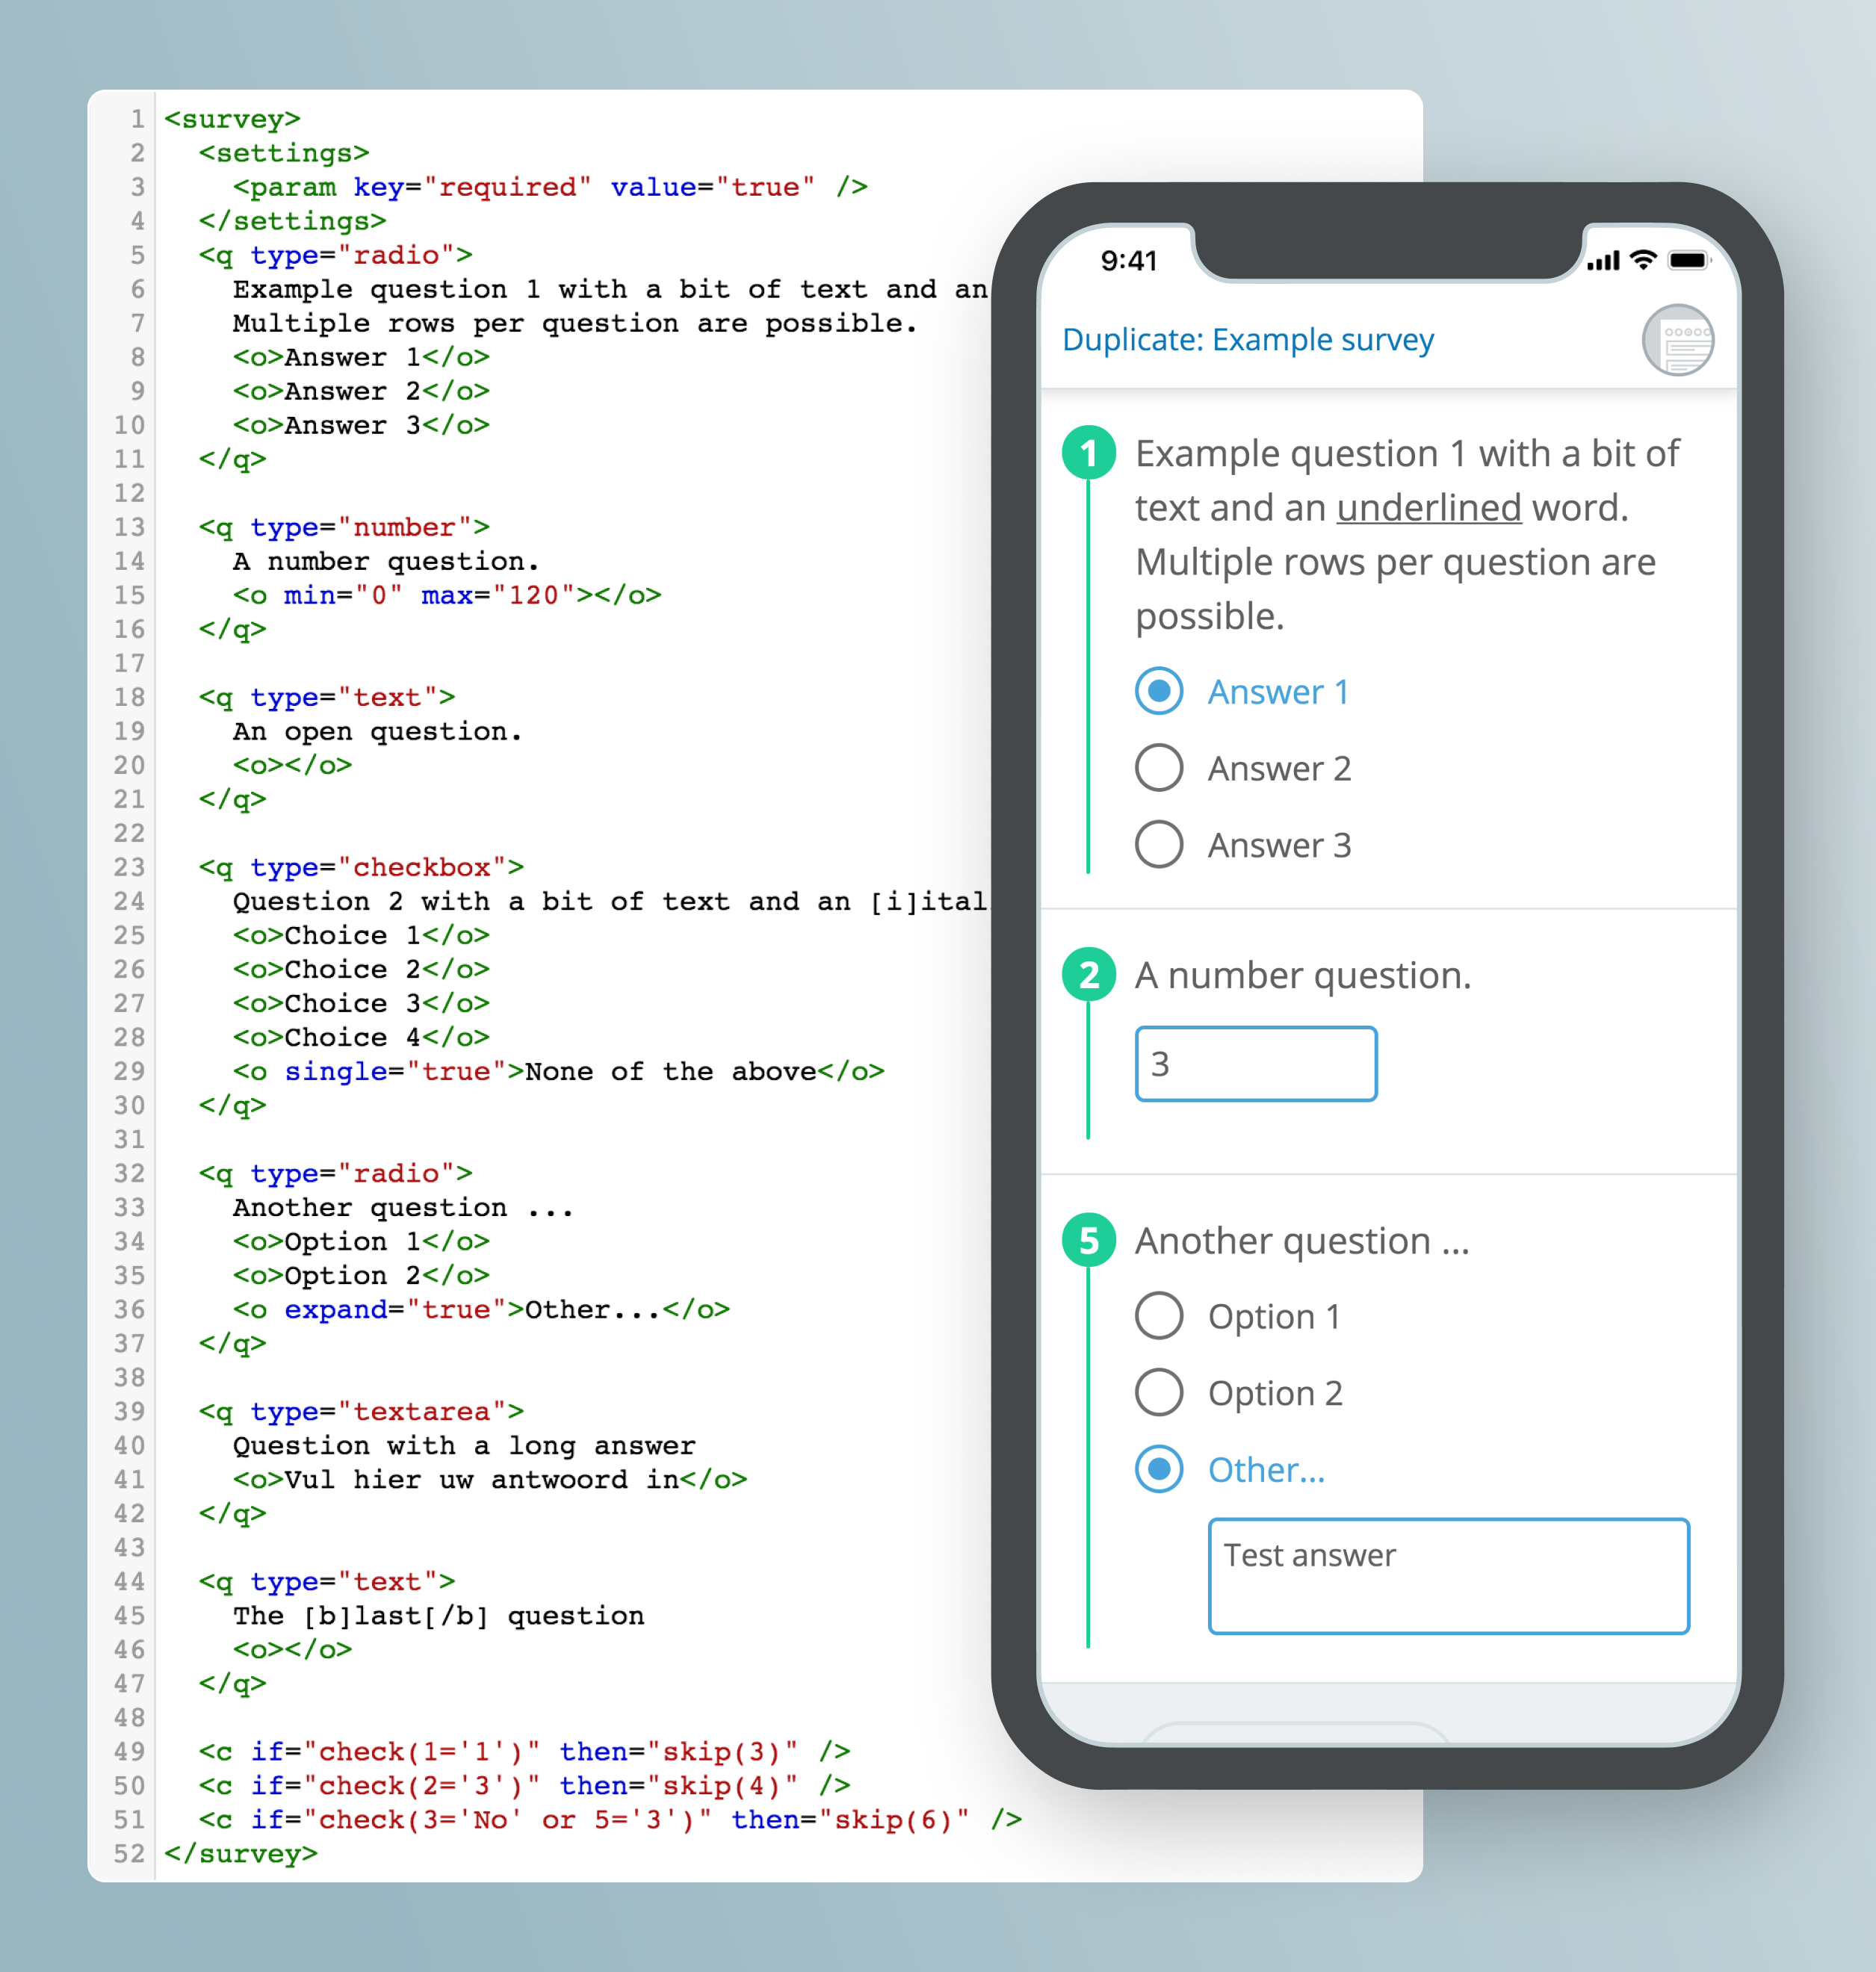 1 <survey>
2 <settings>
3 <param key="required" value="true" />
4 </settings>
5 <q type="radio">
6 Example question 1 with a bit of text and an
7 Multiple rows per question are possible.
8 <o>Answer 1</o>
9 <o>Answer 2</o>
10 <o>Answer 3</o>
11 </q>
12
13 <q type="number">
14 A number question.
15 <o min="0" max="120"></o>
16 </q>
17
18 <q type="text">
19 An open question.
20 <o></o>
21 </q>
22
23 <q type="checkbox">
24 Question 2 with a bit of text and an [i]ital
25 <o>Choice 1</o>
26 <o>Choice 2</o>
27 <o>Choice 3</o>
28 <o>Choice 4</o>
29 <o single="true">None of the above</o>
30 </q>
31
32 <q type="radio">
33 Another question ...
34 <o>Option 1</o>
35 <o>Option 2</o>
36 <o expand="true">Other...</o>
37 </q>
38
39 <q type="textarea">
40 Question with a long answer
41 <o>Vul hier uw antwoord in</o>
42 </q>
43
44 <q type="text">
45 The [b]last[/b] question
46 <o></o>
47 </q>
48
49 <c if="check(1='1')" then="skip(3)" />
50 <c if="check(2='3')" then="skip(4)" />
51 <c if="check(3='No' or 5='3')" then="skip(6)" />
52 </survey>
9:41
Duplicate: Example survey
1 Example question 1 with a bit of
text and an underlined word.
Multiple rows per question are
possible.
Answer 1
Answer 2
Answer 3
2 A number question.
3
5 Another question ...
Option 1
Option 2
Other...
Test answer